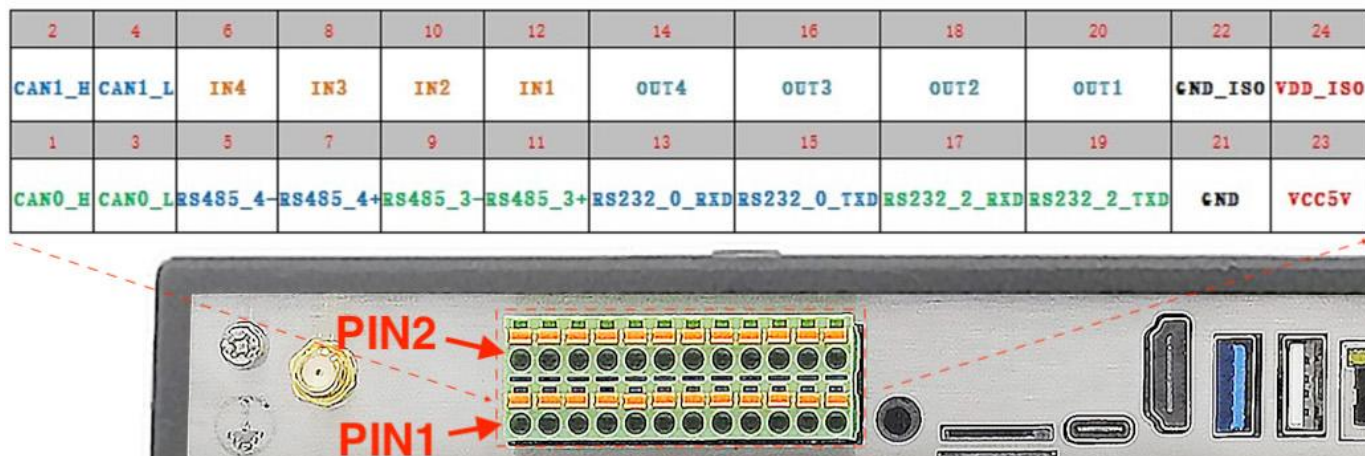 2 4 6 8 10 12 14 16 18 20 22 24
CAN1_H CAN1_L IN4 IN3 IN2 IN1 OUT4 OUT3 OUT2 OUT1 GND_ISO VDD_ISO
1 3 5 7 9 11 13 15 17 19 21 23
CAN0_H CAN0_L RS485_4- RS485_4+ RS485_3- RS485_3+ RS232_0_RXD RS232_0_TXD RS232_2_RXD RS232_2_TXD GND VCC5V
PIN2
PIN1